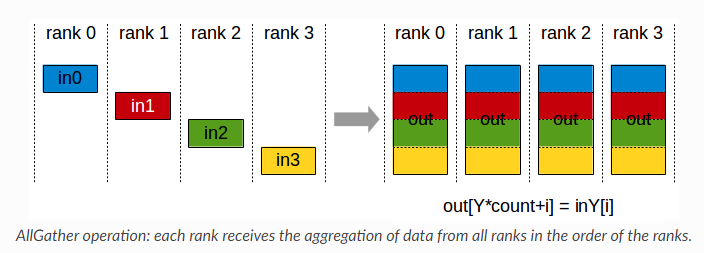 rank 0 rank 1 rank 2 rank 3 rank 0 rank 1 rank 2 rank 3
in0
in1
out out out out
in2
in3
out[Y*count+i] = inY[i]
AllGather operation: each rank receives the aggregation of data from all ranks in the order of the ranks.